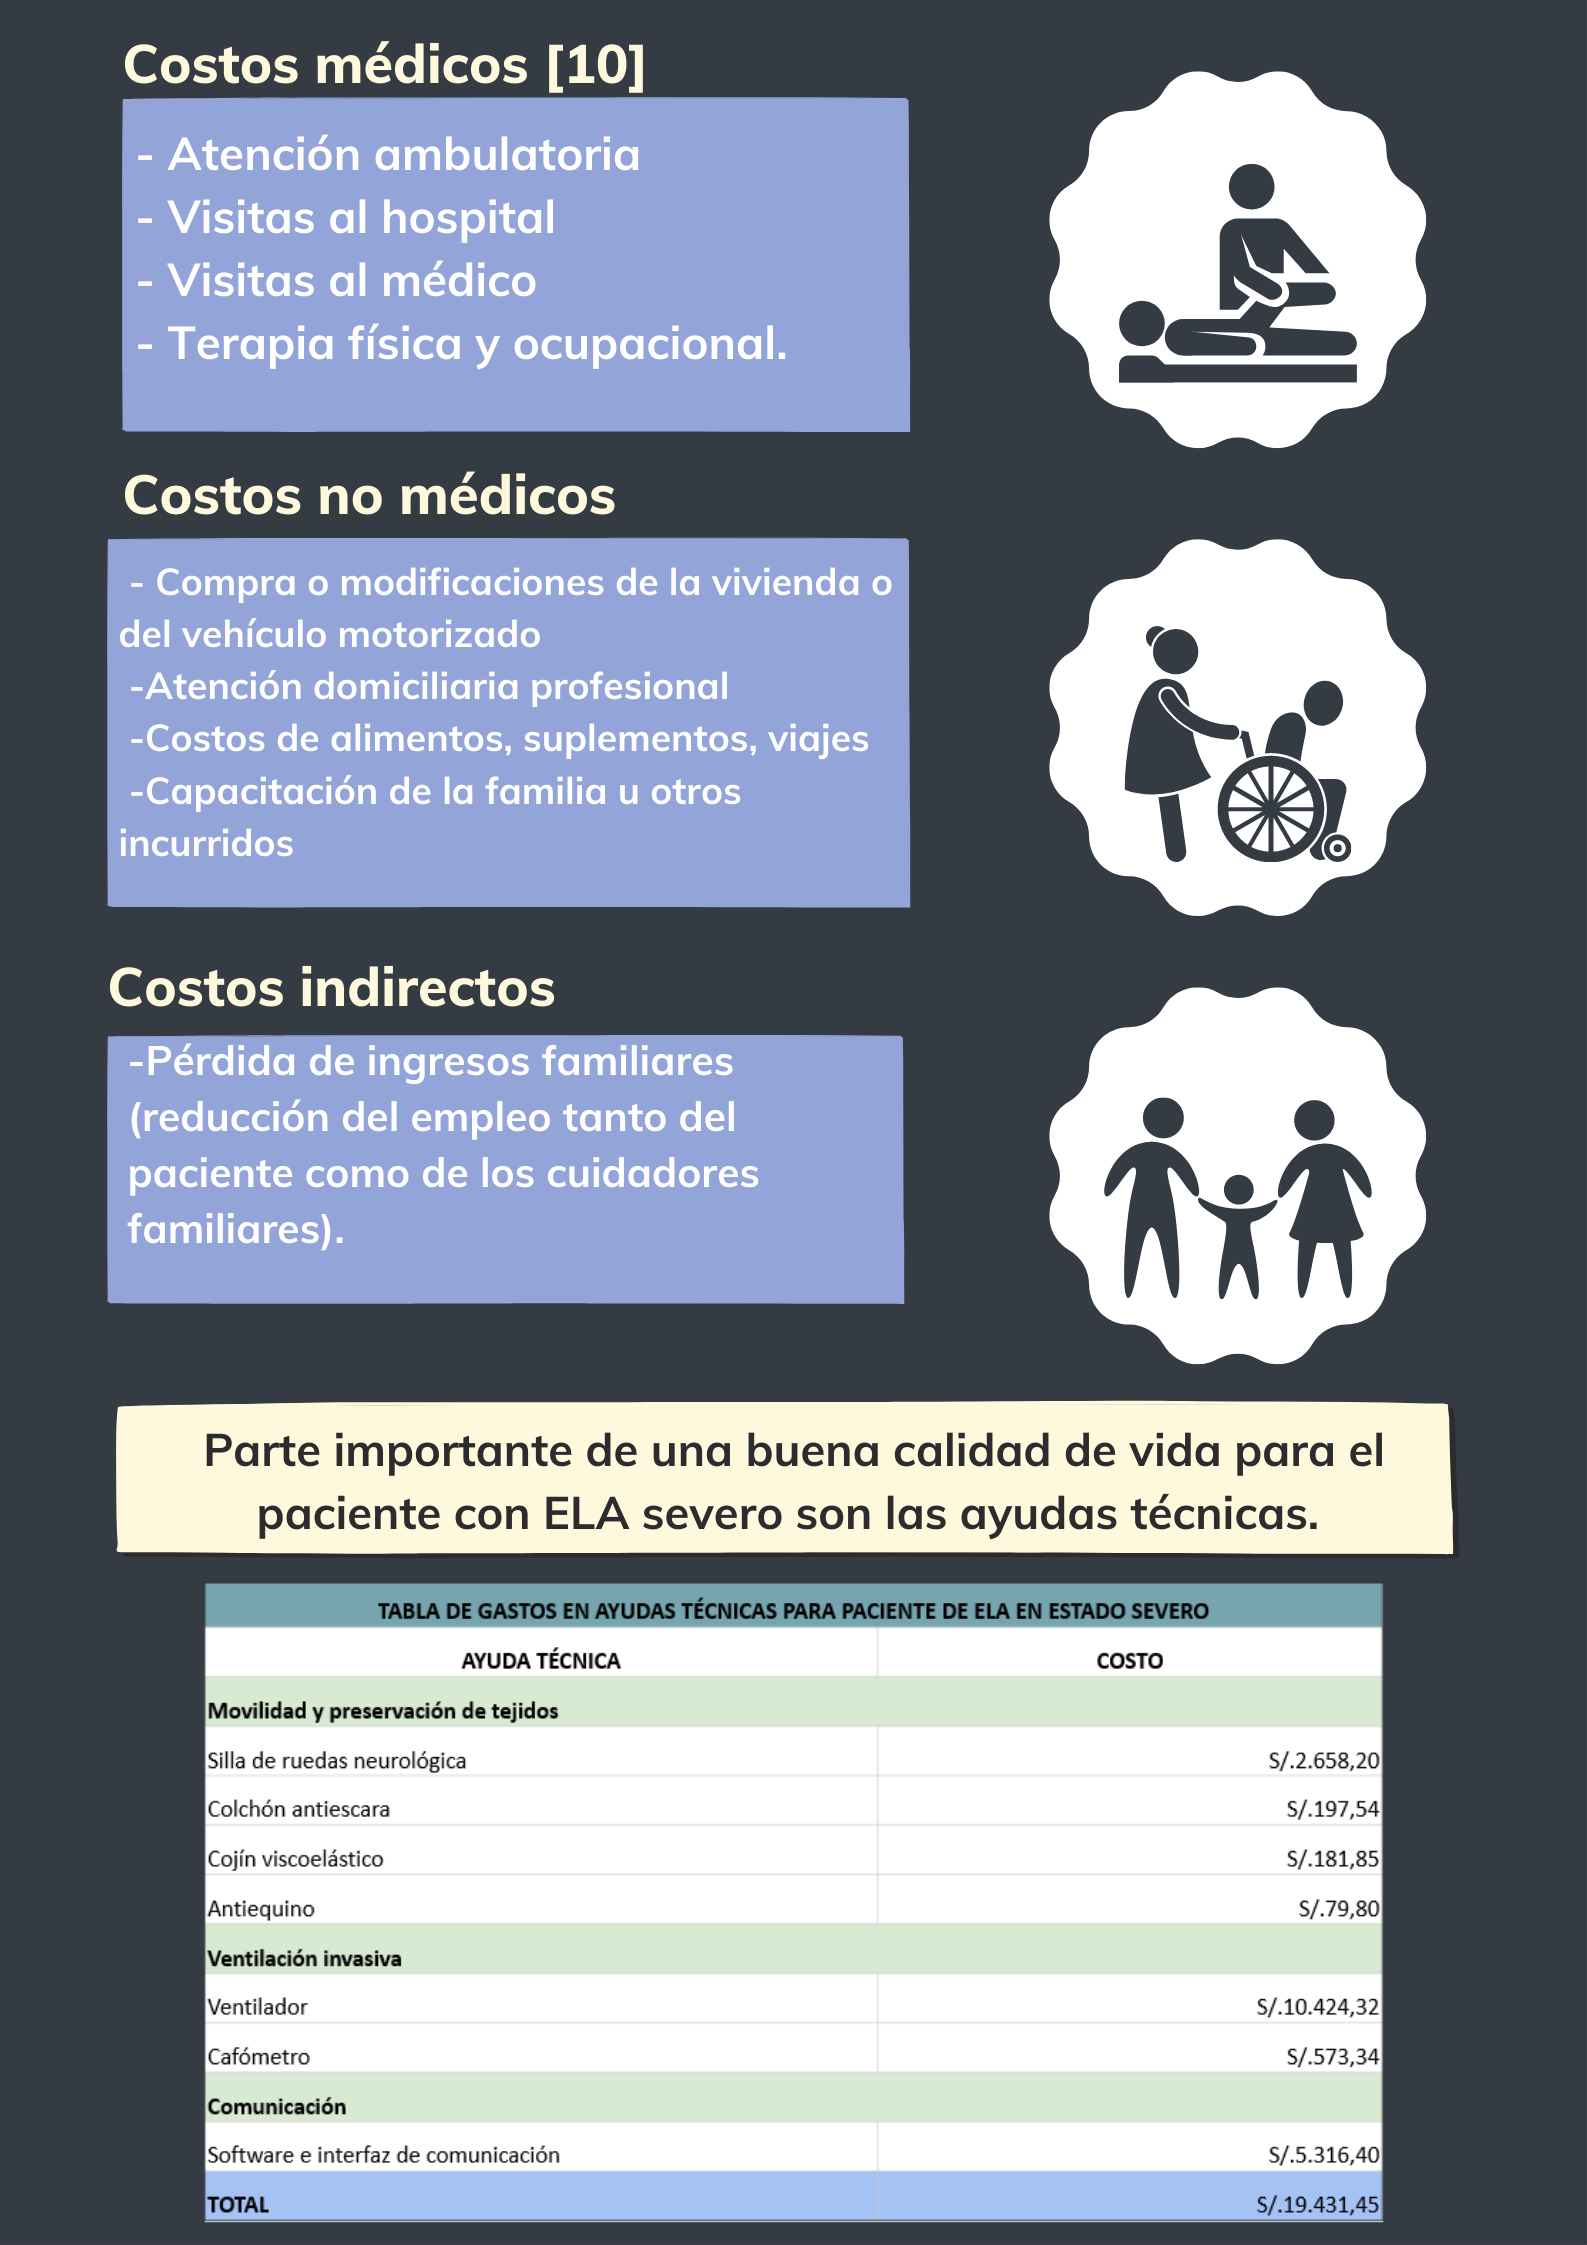 Costos médicos [10]
- Atención ambulatoria
- Visitas al hospital
- Visitas al médico
- Terapia física y ocupacional.
Costos no médicos
- Compra o modificaciones de la vivienda o
del vehículo motorizado
-Atención domiciliaria profesional
-Costos de alimentos, suplementos, viajes
-Capacitación de la familia u otros
incurridos
Costos indirectos
-Pérdida de ingresos familiares
(reducción del empleo tanto del
paciente como de los cuidadores
familiares).
Parte importante de una buena calidad de vida para el
paciente con ELA severo son las ayudas técnicas.
TABLA DE GASTOS EN AYUDAS TÉCNICAS PARA PACIENTE DE ELA EN ESTADO SEVERO
AYUDA TÉCNICA COSTO
Movilidad y preservación de tejidos
Silla de ruedas neurológica S/.2.658,20
Colchón antiescara S/.197,54
Cojín viscoelástico S/.181,85
Antiequino S/.79,80
Ventilación invasiva
Ventilador S/.10.424,32
Cafómetro S/.573,34
Comunicación
Software e interfaz de comunicación S/.5.316,40
TOTAL S/.19.431,45